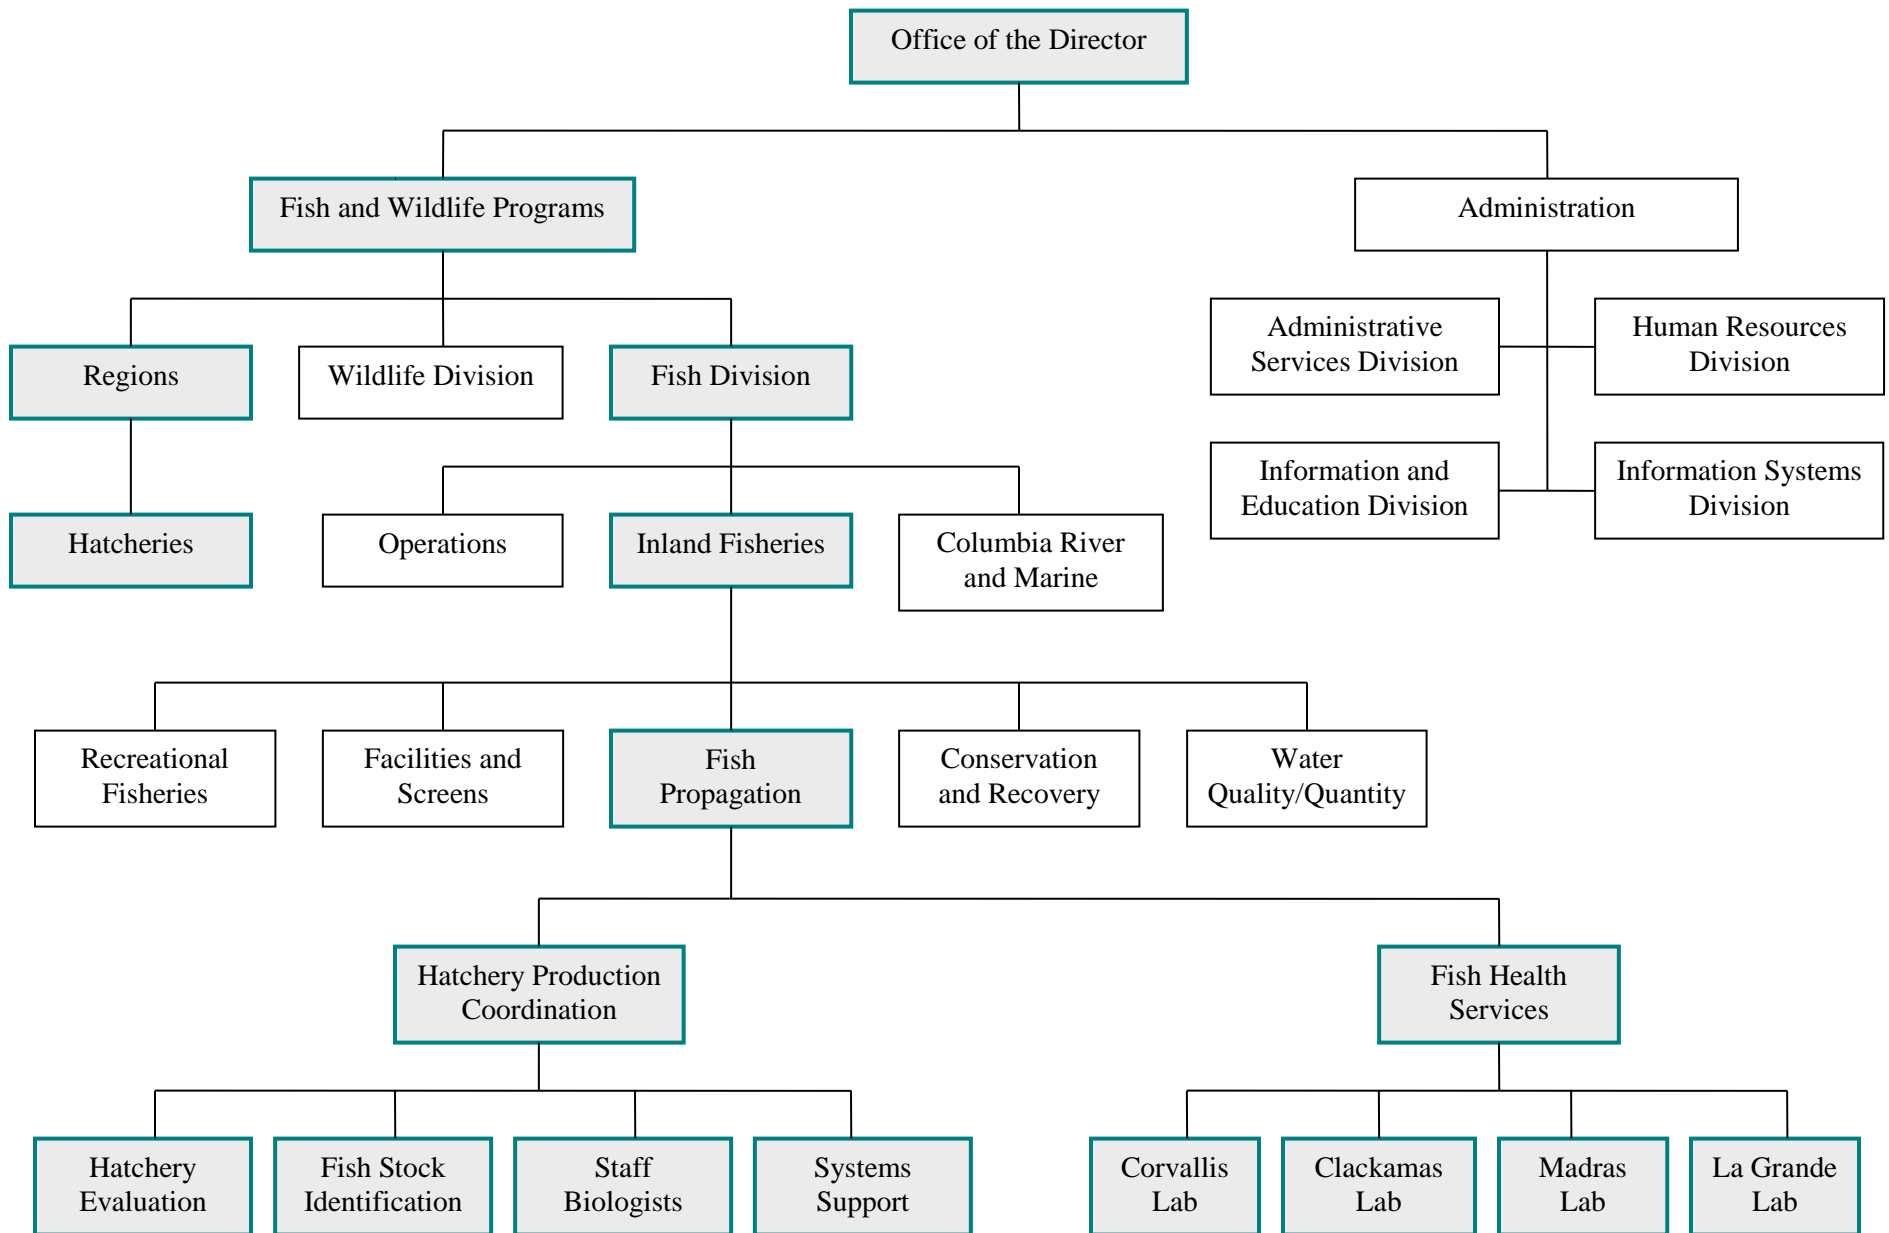 Office of the Director
Fish and Wildlife Programs
Administration
Administrative
Services Division
Human Resources
Division
Regions
Wildlife Division
Fish Division
Information and
Education Division
Information Systems
Division
Hatcheries
Operations
Inland Fisheries
Columbia River
and Marine
Recreational
Fisheries
Facilities and
Screens
Fish
Propagation
Conservation
and Recovery
Water
Quality/Quantity
Hatchery Production
Coordination
Fish Health
Services
Hatchery
Evaluation
Fish Stock
Identification
Staff
Biologists
Systems
Support
Corvallis
Lab
Clackamas
Lab
Madras
Lab
La Grande
Lab